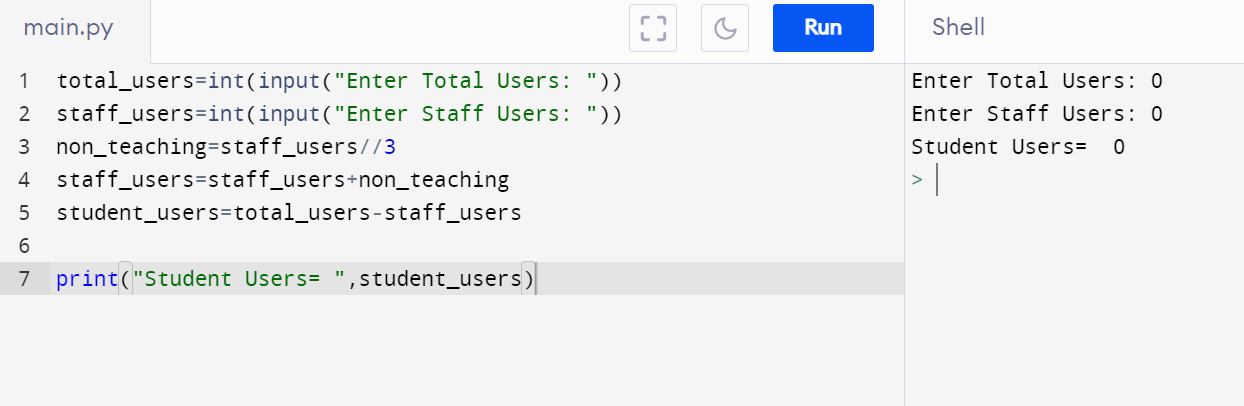 main.py
Run
Shell
1 total_users=int(input("Enter Total Users: "))
2 staff_users=int(input("Enter Staff Users: "))
3 non_teaching=staff_users//3
4 staff_users=staff_users+non_teaching
5 student_users=total_users-staff_users
6
7 print("Student Users= ",student_users)
Enter Total Users: 0
Enter Staff Users: 0
Student Users=  0
>